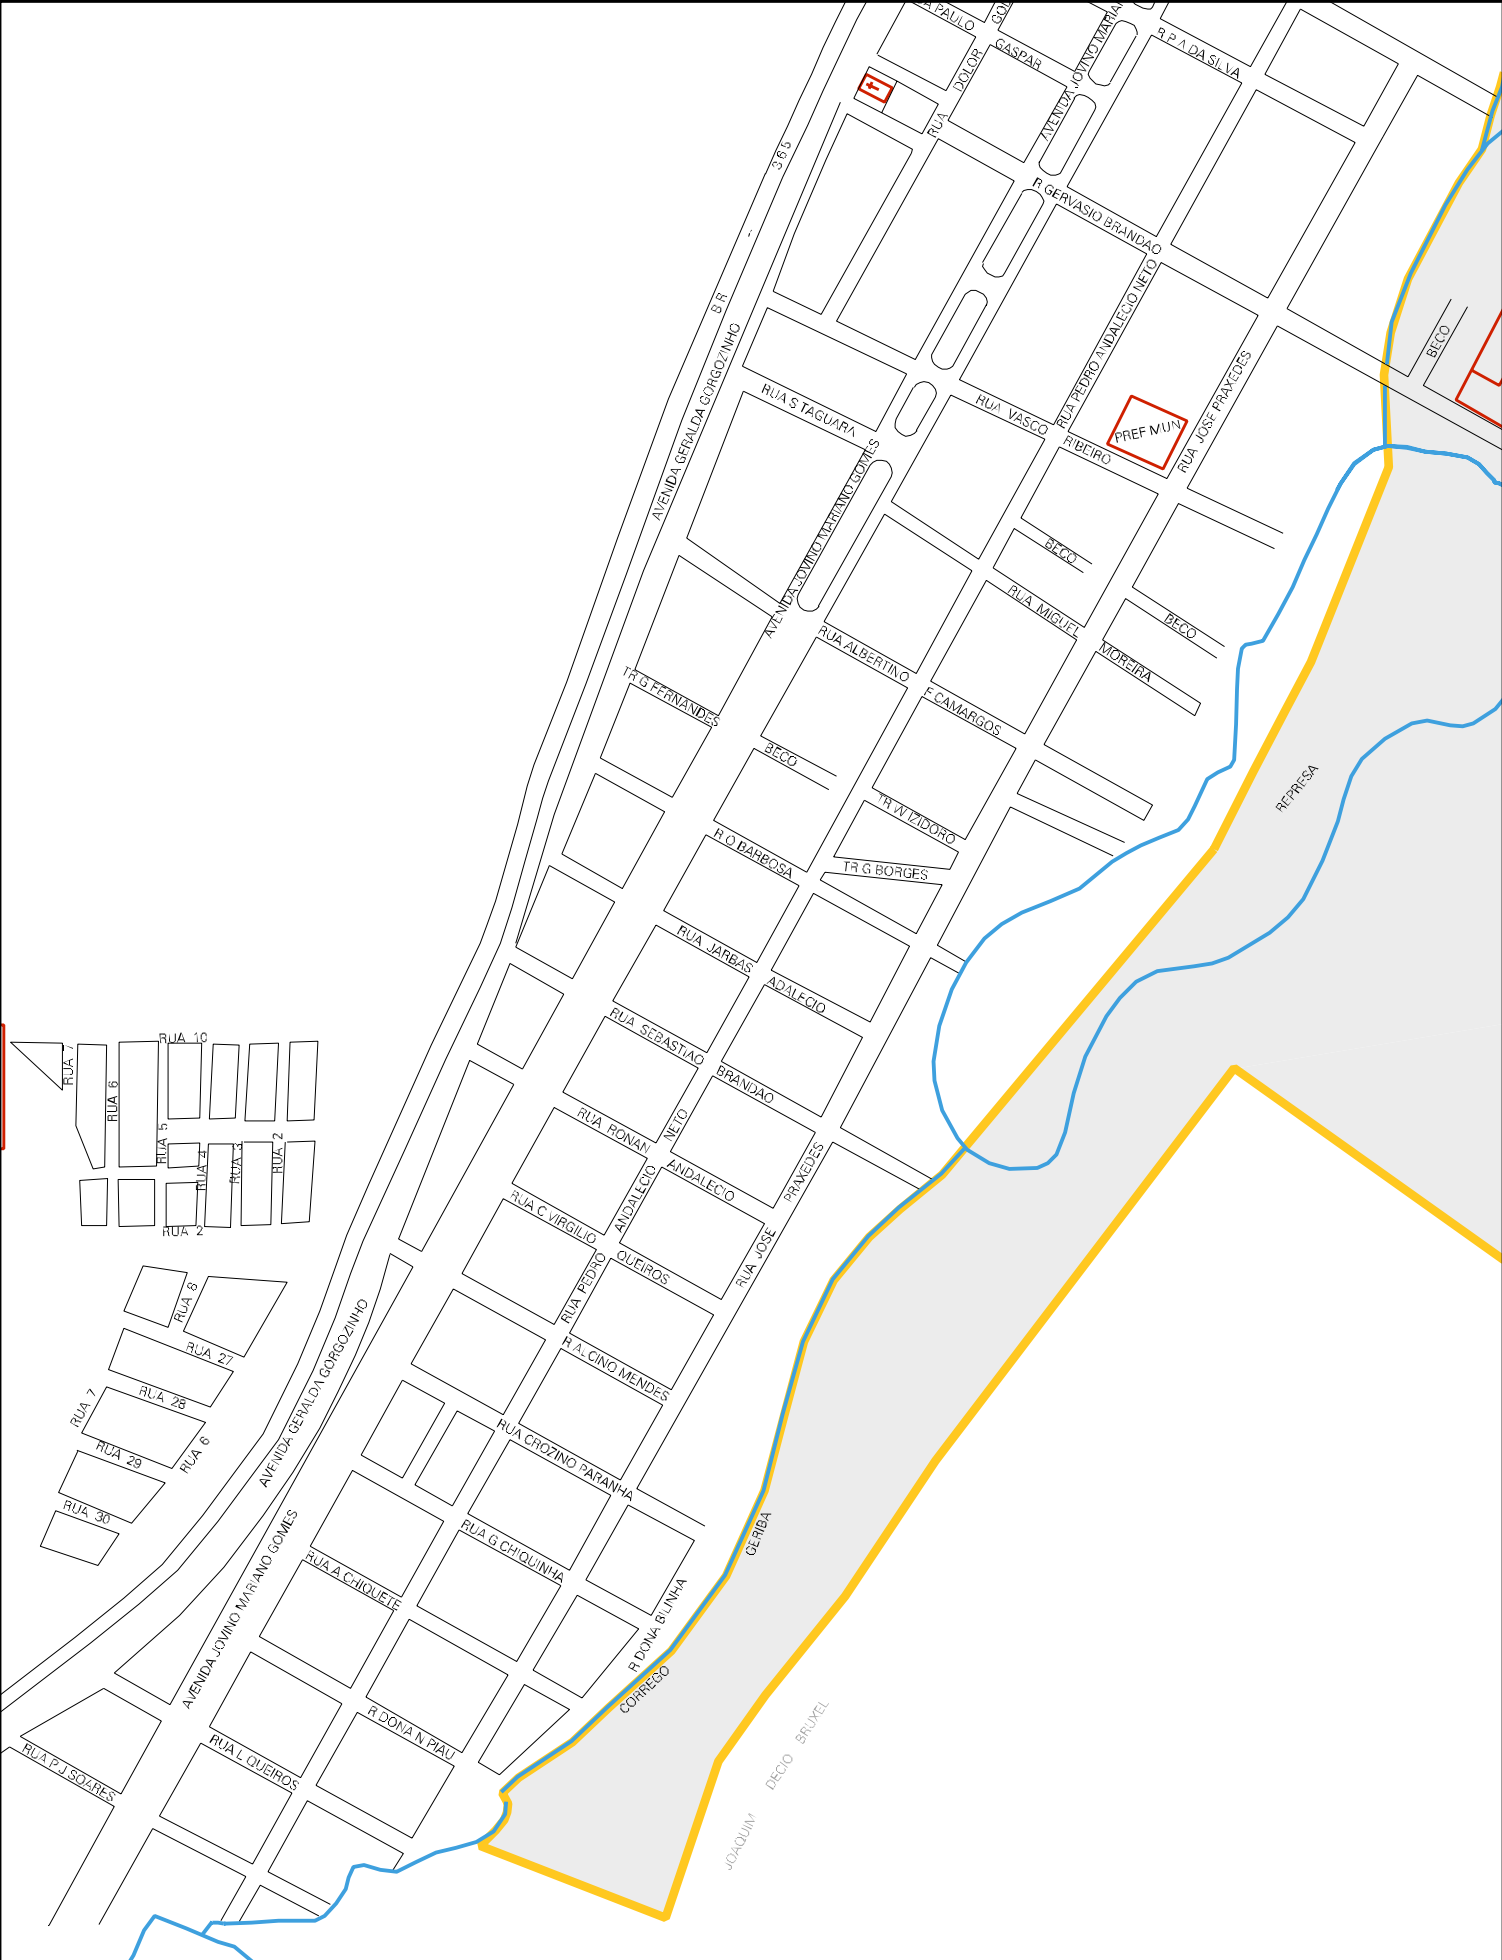 A PAULO
GASPAR
DOLOR
RUA
AVENIDA JOVINO MARIAN
R P A DA SILVA
365
BR
R GERVASIO BRANDAO
RUA PEDRO ANDALECIO NETO
AVENIDA GERALDA GORGOZINHO
RUA S TAGUARA
RUA VASCO
RIBEIRO
PREF MUN
RUA JOSE PRAXEDES
BECO
AVENIDA JOVINO MARIANO GOMES
BECO
RUA MIGUEL
MOREIRA
BECO
RUA ALBERTINO
F CAMARGOS
TR G FERNANDES
BECO
REPRESA
TR W IZIDORO
TR G BORGES
R O BARBOSA
RUA JARBAS
ADALECIO
RUA SEBASTIAO
BRANDAO
RUA RONAN
ANDALECIO
RUA C VIRGILIO
QUEIROS
RUA PEDRO
ANDALECIO
NETO
RUA JOSE
PRAXEDES
R ALCINO MENDES
RUA CROZINO PARANHA
RUA G CHIQUINHA
RUA A CHIQUETE
R DONA BILINHA
CORREGO
GERIBA
R DONA N PIAU
RUA L QUEIROS
RUA P J SOARES
AVENIDA JOVINO MARIANO GOMES
AVENIDA GERALDA GORGOZINHO
RUA 10
RUA 7
RUA 6
RUA 5
RUA 4
RUA 3
RUA 2
RUA 2
RUA 8
RUA 27
RUA 28
RUA 7
RUA 29
RUA 6
RUA 30
JOAQUIM DECIO BRUXEL